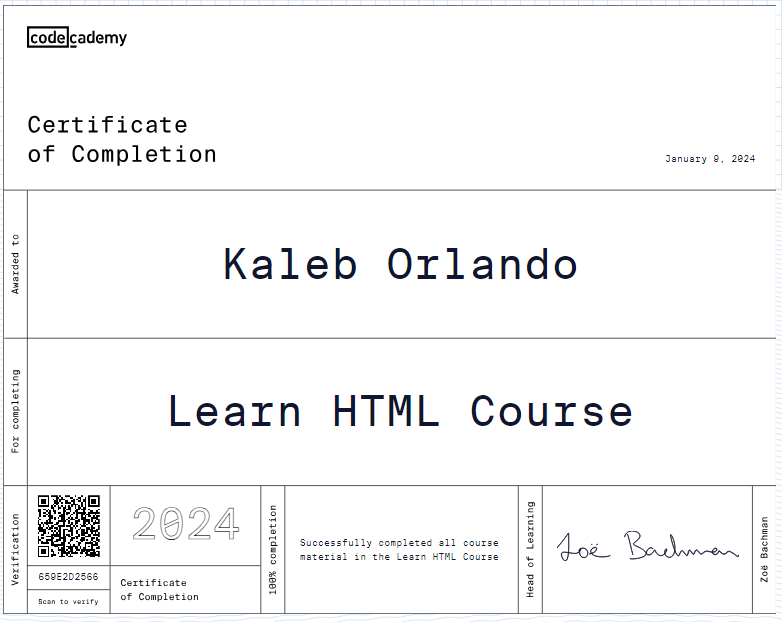 codecademy
Certificate
of Completion
January 9, 2024
Awarded to
Kaleb Orlando
For completing
Learn HTML Course
Verification
659E2D2566
Scan to verify
2024
Certificate
of Completion
100% completion
Successfully completed all course
material in the Learn HTML Course
Head of Learning
Zoë Bachman
Zoë Bachman